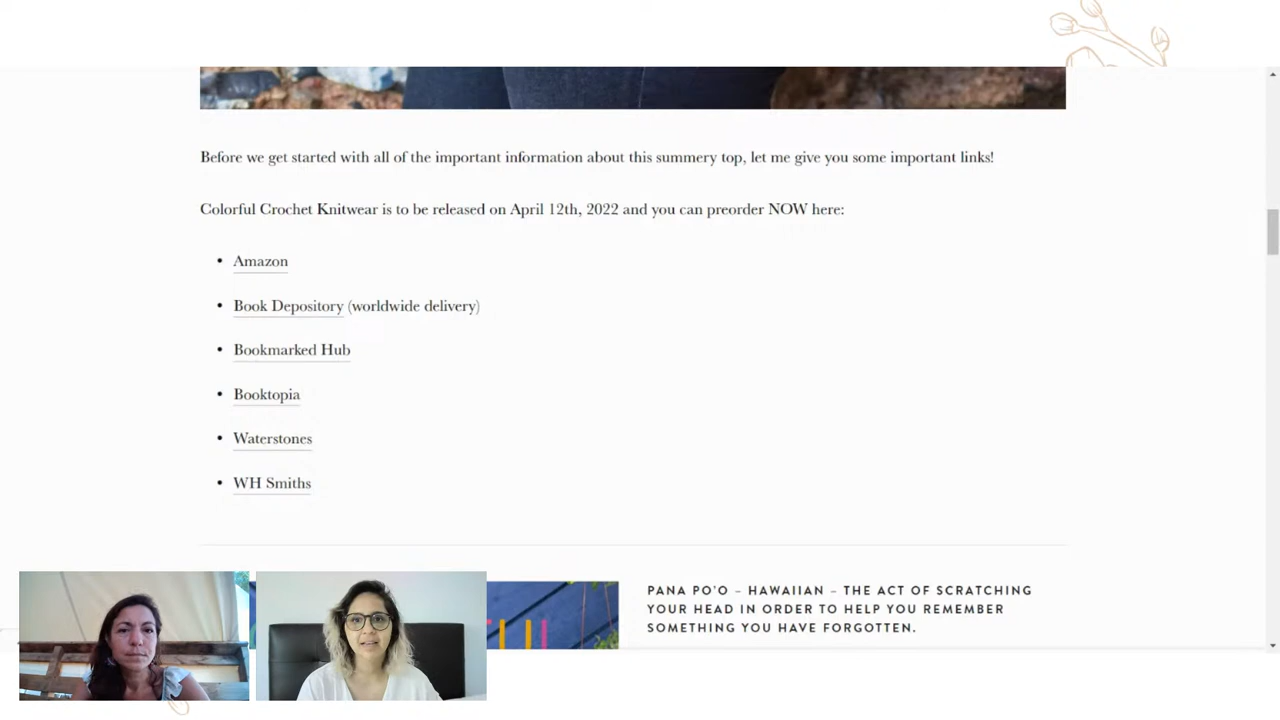 Before we get started with all of the important information about this summery top, let me give you some important links!
Colorful Crochet Knitwear is to be released on April 12th, 2022 and you can preorder NOW here:
• Amazon
• Book Depository (worldwide delivery)
• Bookmarked Hub
• Booktopia
• Waterstones
• WH Smiths
PANA PO'O – HAWAIIAN – THE ACT OF SCRATCHING
YOUR HEAD IN ORDER TO HELP YOU REMEMBER
SOMETHING YOU HAVE FORGOTTEN.